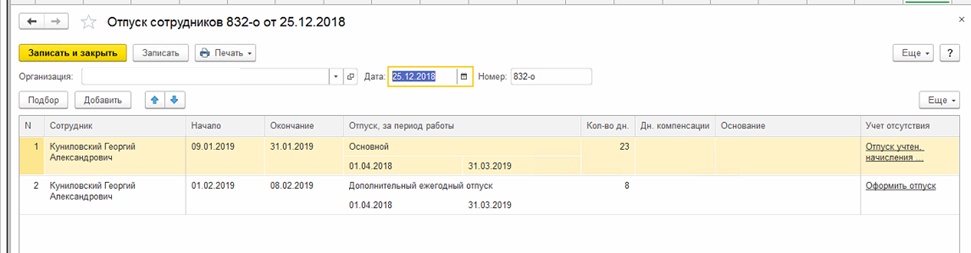 Отпуск сотрудников 832-о от 25.12.2018
Записать и закрыть Записать Печать Еще ?
Организация: Дата: 25.12.2018 Номер: 832-о
Подбор Добавить Еще
N Сотрудник Начало Окончание Отпуск, за период работы Кол-во дн. Дн. компенсации Основание Учет отсутствия
1 Куниловский Георгий 09.01.2019 31.01.2019 Основной 23 Отпуск учтен,
Александрович 01.04.2018 31.03.2019 начисления ...
2 Куниловский Георгий 01.02.2019 08.02.2019 Дополнительный ежегодный отпуск 8 Оформить отпуск
Александрович 01.04.2018 31.03.2019